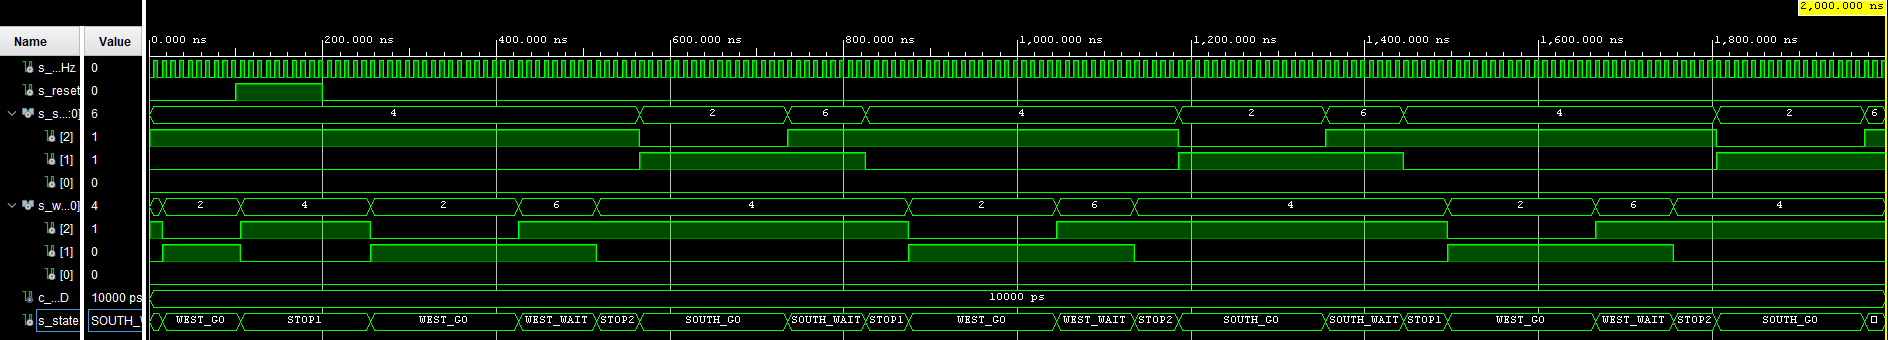 2,000.000 ns
Name Value 0.000 ns 200.000 ns 400.000 ns 600.000 ns 800.000 ns 1,000.000 ns 1,200.000 ns 1,400.000 ns 1,600.000 ns 1,800.000 ns
s_...Hz 0
s_reset 0
s_s...:0] 6 4 2 6 4 2 6 4 2 6
[2] 1
[1] 1
[0] 0
s_w...0] 4 2 4 2 6 4 2 6 4 2 6 4
[2] 1
[1] 0
[0] 0
c_...D 10000 ps 10000 ps
s_state SOUTH_W WEST_GO STOP1 WEST_GO WEST_WAIT STOP2 SOUTH_GO SOUTH_WAIT STOP1 WEST_GO WEST_WAIT STOP2 SOUTH_GO SOUTH_WAIT STOP1 WEST_GO WEST_WAIT STOP2 SOUTH_GO